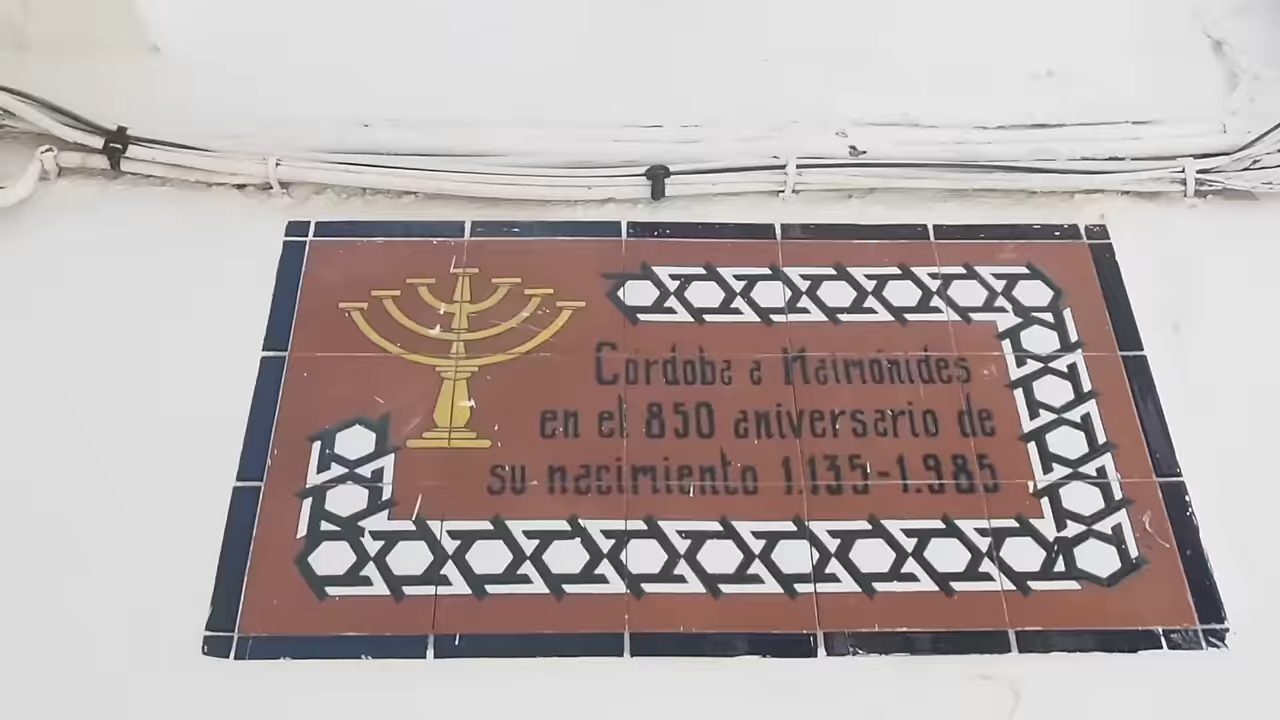 Córdoba a Maimónides
en el 850 aniversario de
su nacimiento 1.135-1.985